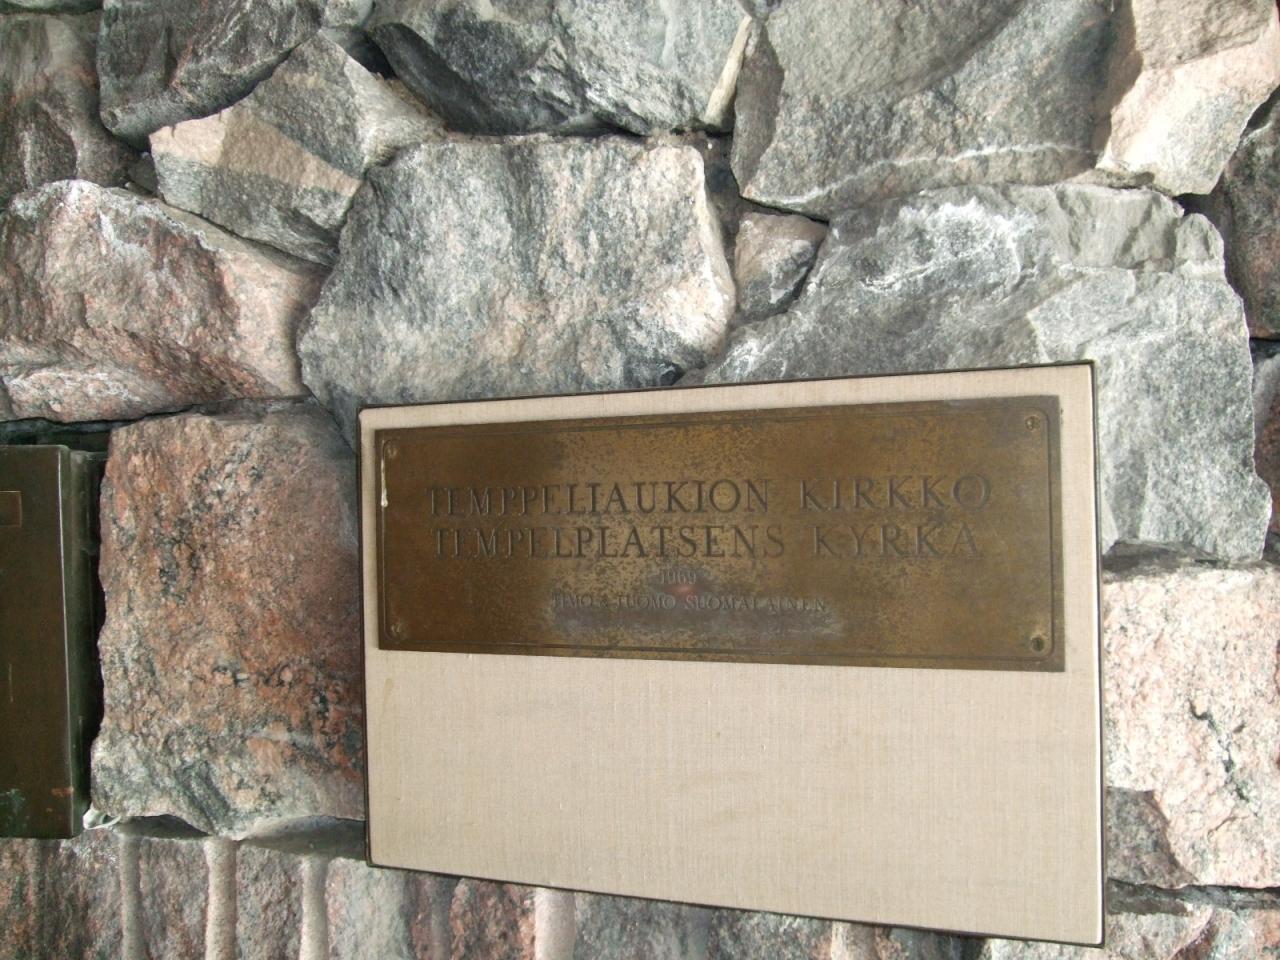 TEMPPELIAUKION KIRKKO
TEMPELPLATSENS KYRKA
1969
TIMO & TUOMO SUOMALAINEN